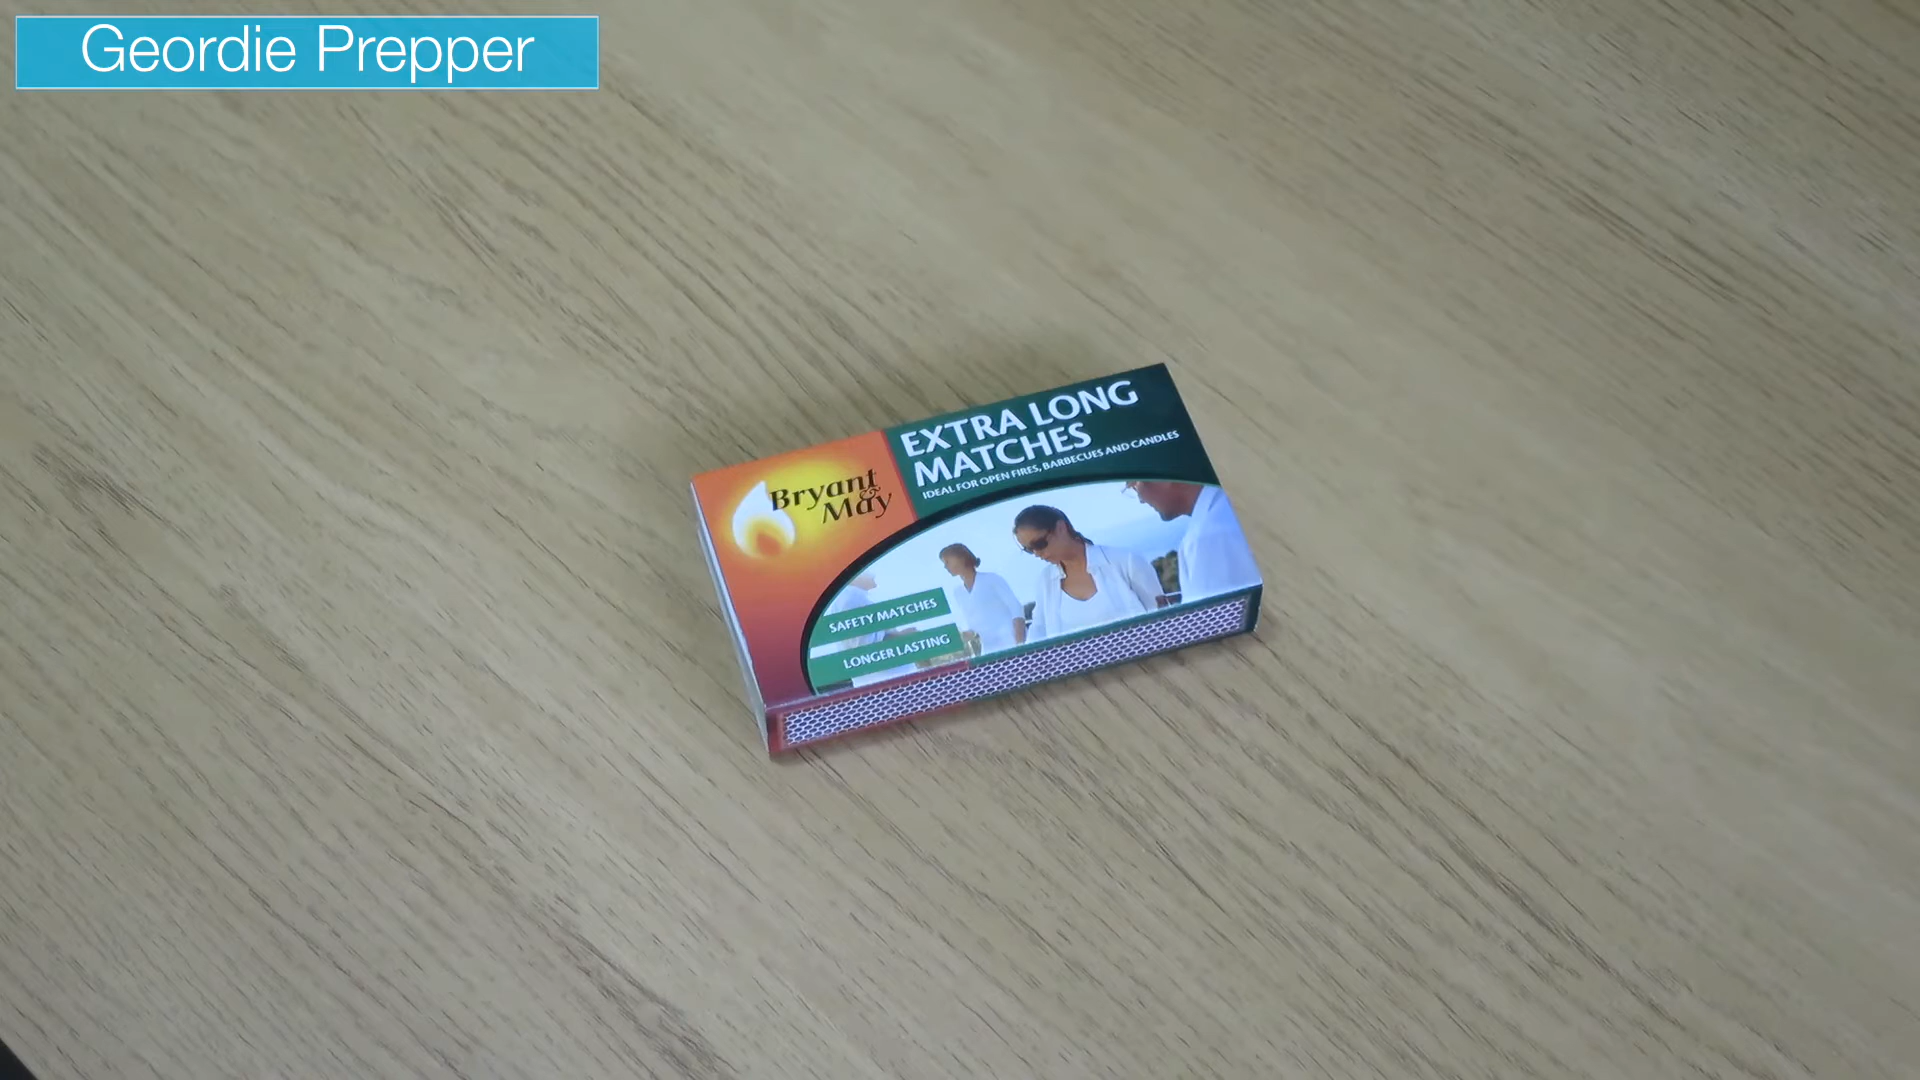 Geordie Prepper
EXTRA LONG
MATCHES
IDEAL FOR OPEN FIRES, BARBECUES AND CANDLES
Bryant
&
May
SAFETY MATCHES
LONGER LASTING